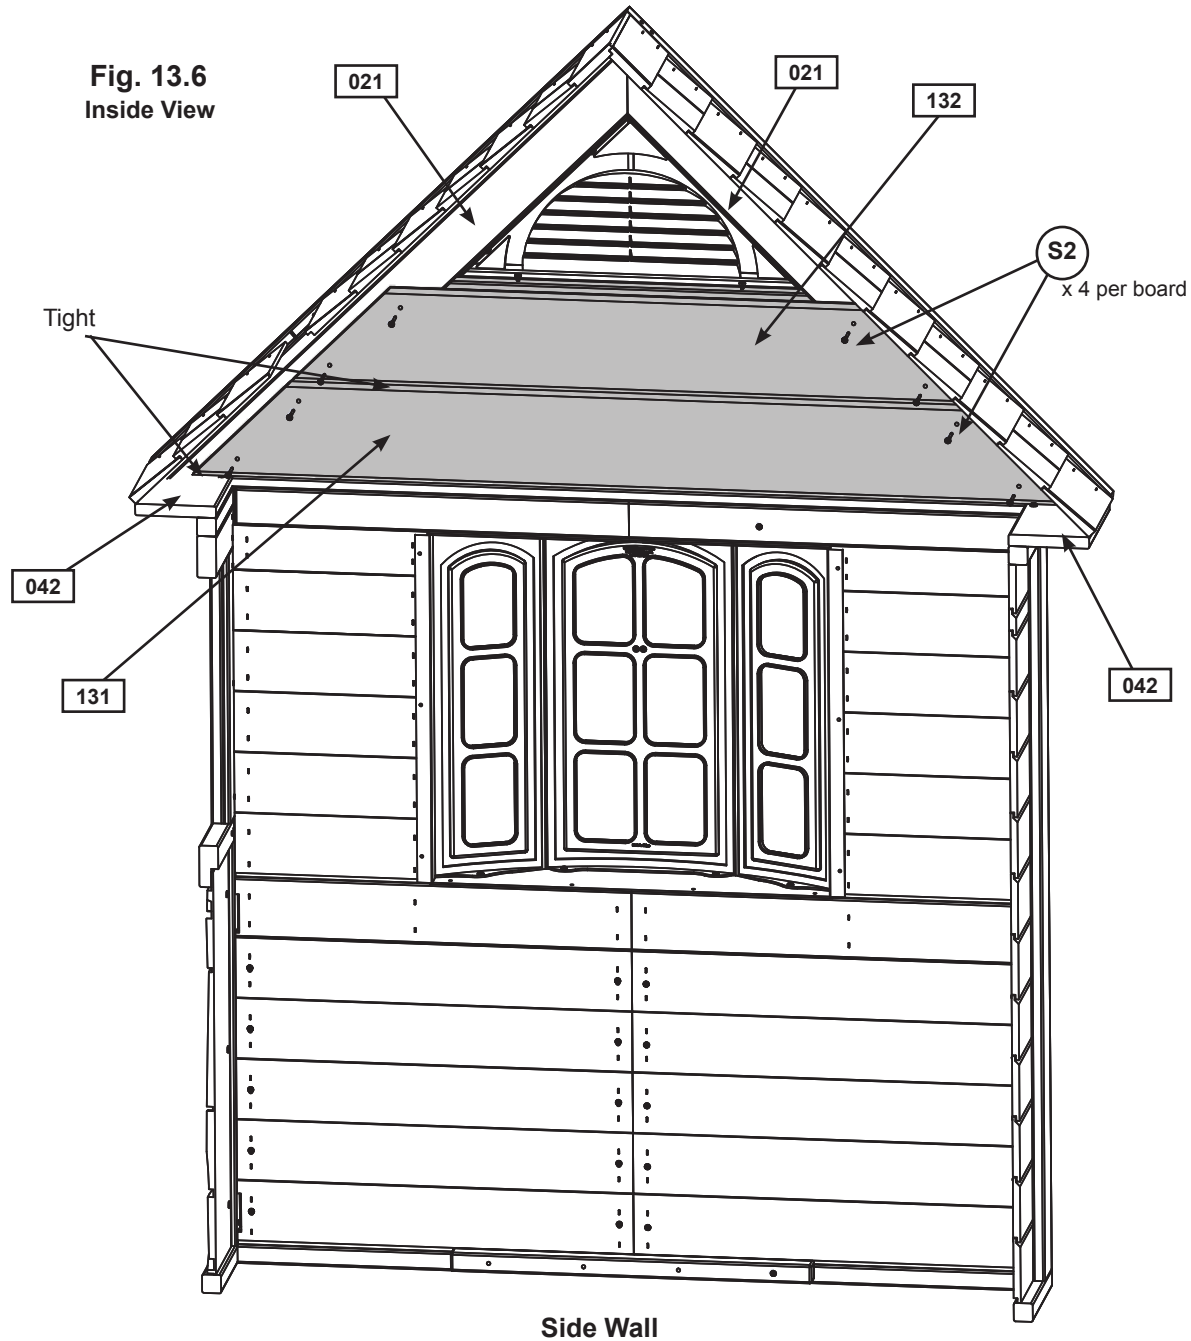 Fig. 13.6
Inside View
021
021
132
S2
x 4 per board
Tight
042
131
042
Side Wall